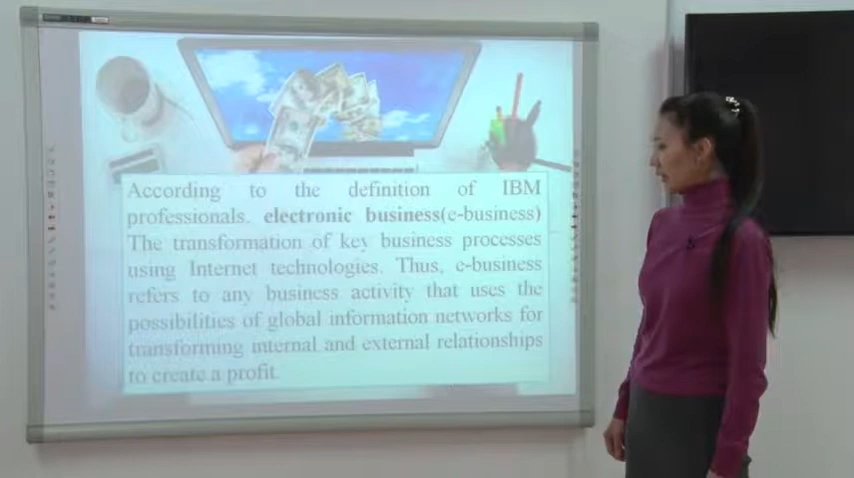 According to the definition of IBM
professionals. electronic business(e-business)
The transformation of key business processes
using Internet technologies. Thus, e-business
refers to any business activity that uses the
possibilities of global information networks for
transforming internal and external relationships
to create a profit.